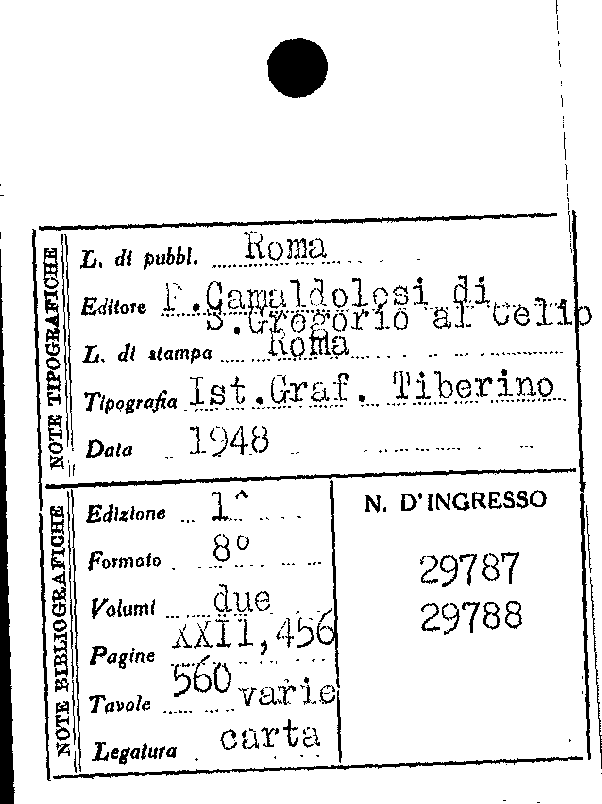 NOTE TIPOGRAFICHE
L. di pubbl. Roma
Editore P.Camaldolesi di
S.Gregorio al Celio
L. di stampa Roma
Tipografia Ist.Graf. Tiberino
Data 1948
NOTE BIBLIOGRAFICHE
Edizione 1^
Formato 8°
Volumi due
Pagine XXII,456
560
Tavole varie
Legatura carta
N. D'INGRESSO
29787
29788